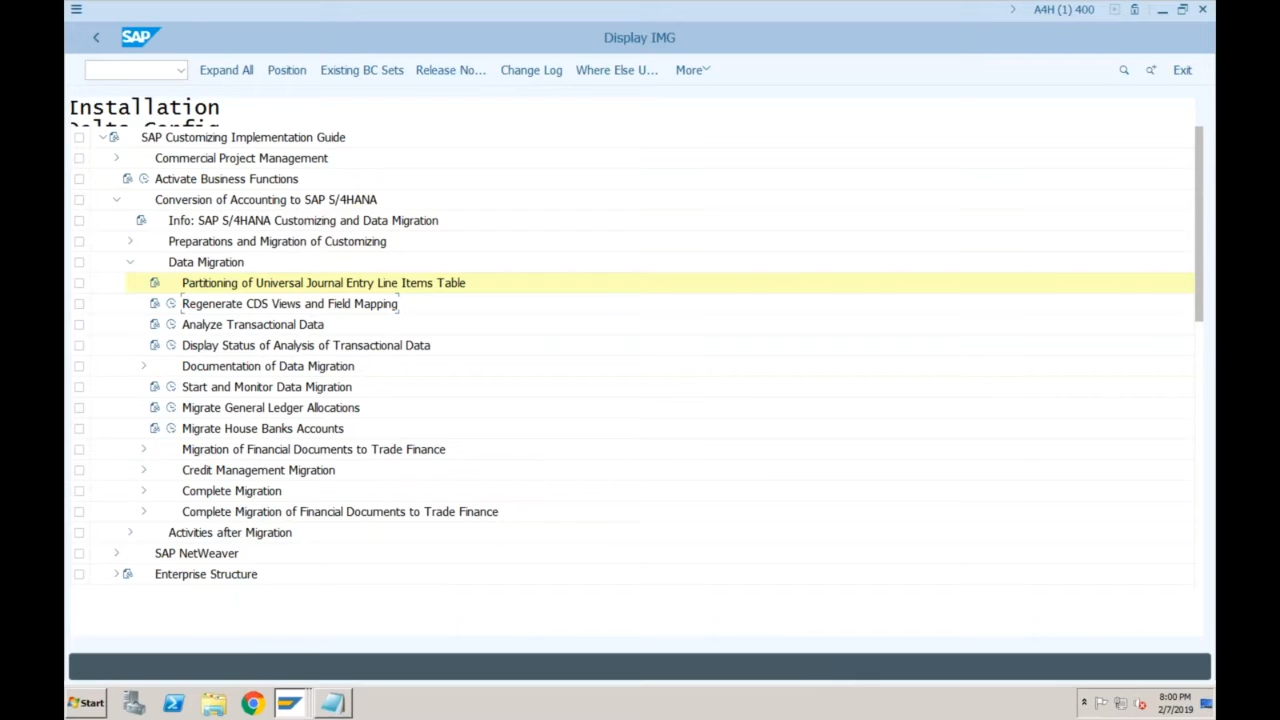 A4H (1) 400
SAP
Display IMG
Expand All Position Existing BC Sets Release No... Change Log Where Else U... More Exit
Installation
Delta Config
SAP Customizing Implementation Guide
Commercial Project Management
Activate Business Functions
Conversion of Accounting to SAP S/4HANA
Info: SAP S/4HANA Customizing and Data Migration
Preparations and Migration of Customizing
Data Migration
Partitioning of Universal Journal Entry Line Items Table
Regenerate CDS Views and Field Mapping
Analyze Transactional Data
Display Status of Analysis of Transactional Data
Documentation of Data Migration
Start and Monitor Data Migration
Migrate General Ledger Allocations
Migrate House Banks Accounts
Migration of Financial Documents to Trade Finance
Credit Management Migration
Complete Migration
Complete Migration of Financial Documents to Trade Finance
Activities after Migration
SAP NetWeaver
Enterprise Structure
Start
8:00 PM
2/7/2019